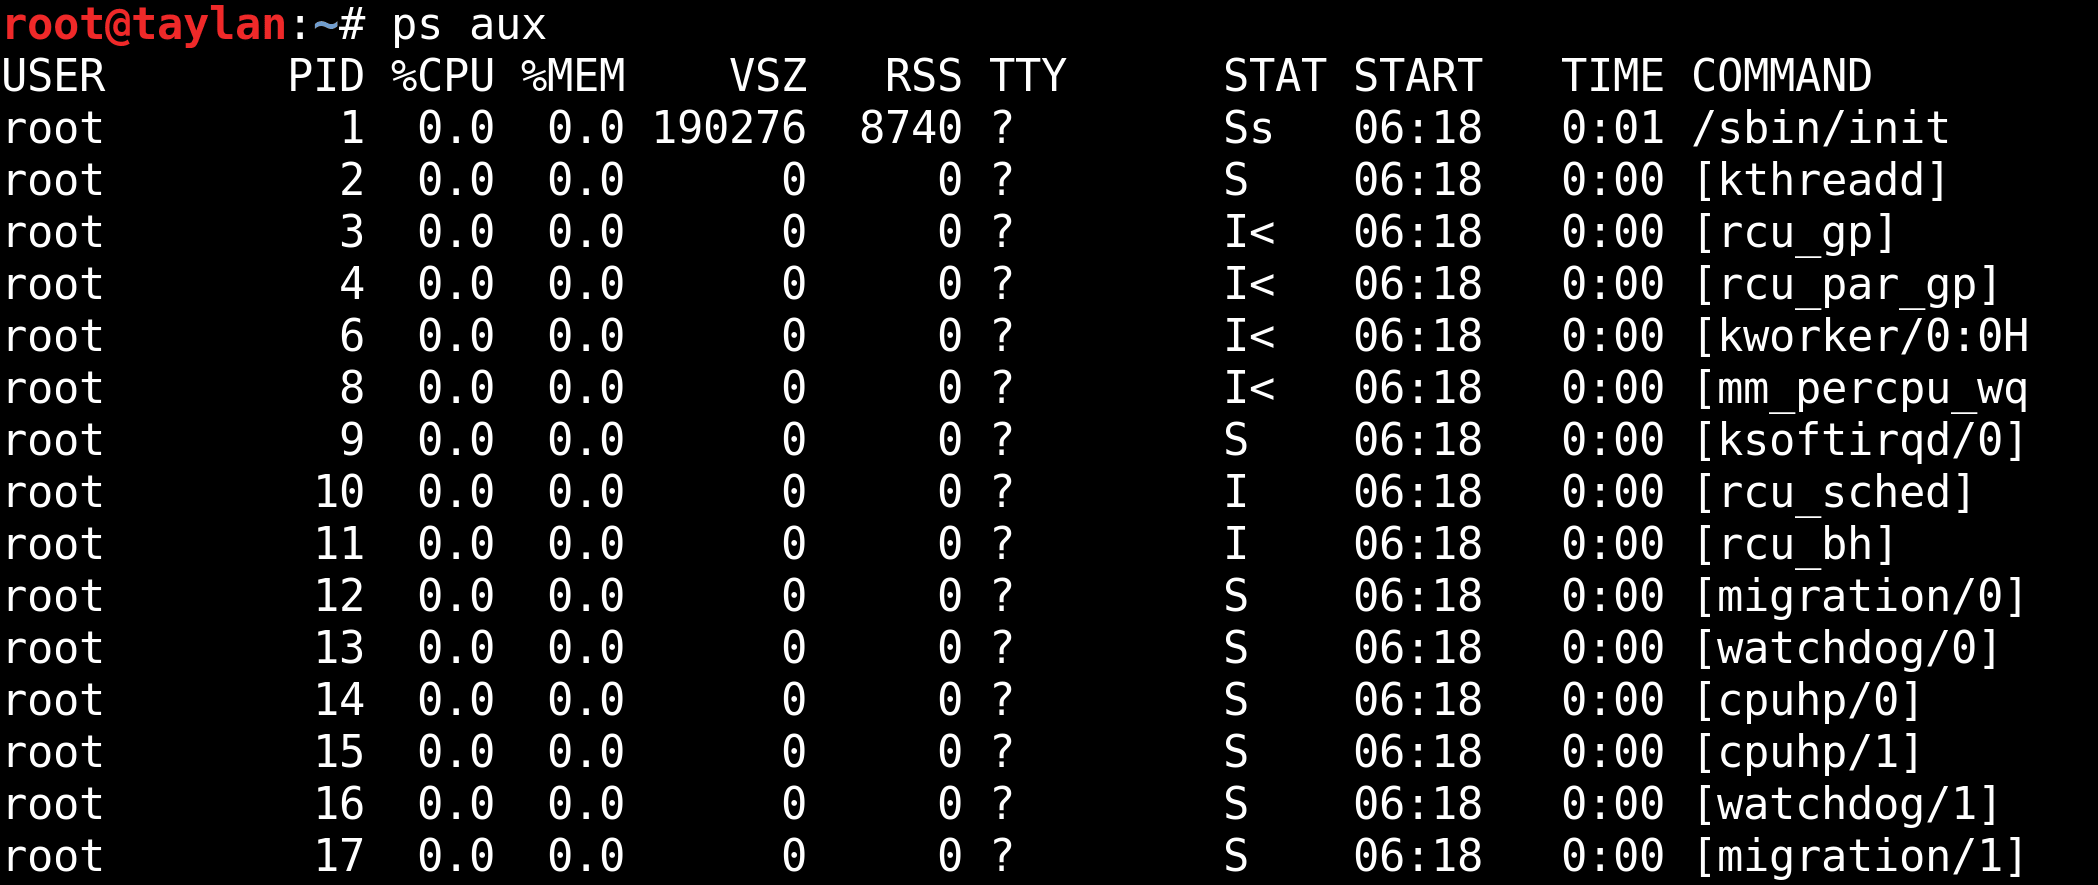 root@taylan:~# ps aux
USER       PID %CPU %MEM    VSZ   RSS TTY      STAT START   TIME COMMAND
root         1  0.0  0.0 190276  8740 ?        Ss   06:18   0:01 /sbin/init
root         2  0.0  0.0      0     0 ?        S    06:18   0:00 [kthreadd]
root         3  0.0  0.0      0     0 ?        I<   06:18   0:00 [rcu_gp]
root         4  0.0  0.0      0     0 ?        I<   06:18   0:00 [rcu_par_gp]
root         6  0.0  0.0      0     0 ?        I<   06:18   0:00 [kworker/0:0H
root         8  0.0  0.0      0     0 ?        I<   06:18   0:00 [mm_percpu_wq
root         9  0.0  0.0      0     0 ?        S    06:18   0:00 [ksoftirqd/0]
root        10  0.0  0.0      0     0 ?        I    06:18   0:00 [rcu_sched]
root        11  0.0  0.0      0     0 ?        I    06:18   0:00 [rcu_bh]
root        12  0.0  0.0      0     0 ?        S    06:18   0:00 [migration/0]
root        13  0.0  0.0      0     0 ?        S    06:18   0:00 [watchdog/0]
root        14  0.0  0.0      0     0 ?        S    06:18   0:00 [cpuhp/0]
root        15  0.0  0.0      0     0 ?        S    06:18   0:00 [cpuhp/1]
root        16  0.0  0.0      0     0 ?        S    06:18   0:00 [watchdog/1]
root        17  0.0  0.0      0     0 ?        S    06:18   0:00 [migration/1]